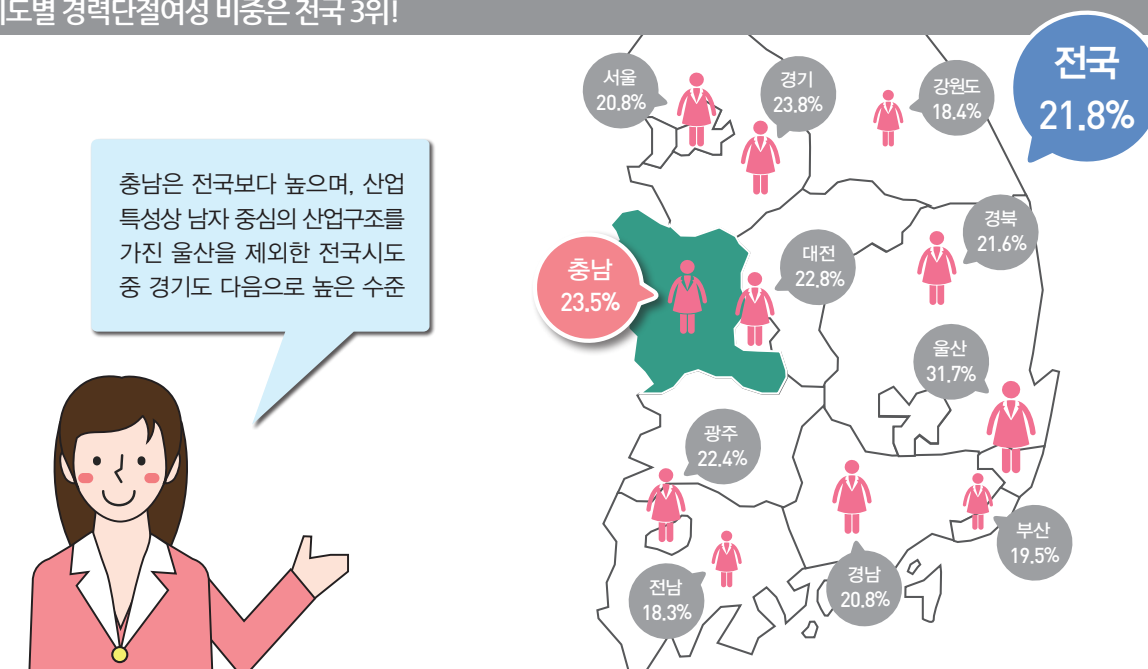 도별 경력단절여성 비중은 전국 3위!
전국
21.8%
서울
20.8%
경기
23.8%
강원도
18.4%
충남은 전국보다 높으며, 산업
특성상 남자 중심의 산업구조를
가진 울산을 제외한 전국시도
중 경기도 다음으로 높은 수준
경북
21.6%
대전
22.8%
충남
23.5%
울산
31.7%
광주
22.4%
부산
19.5%
전남
18.3%
경남
20.8%